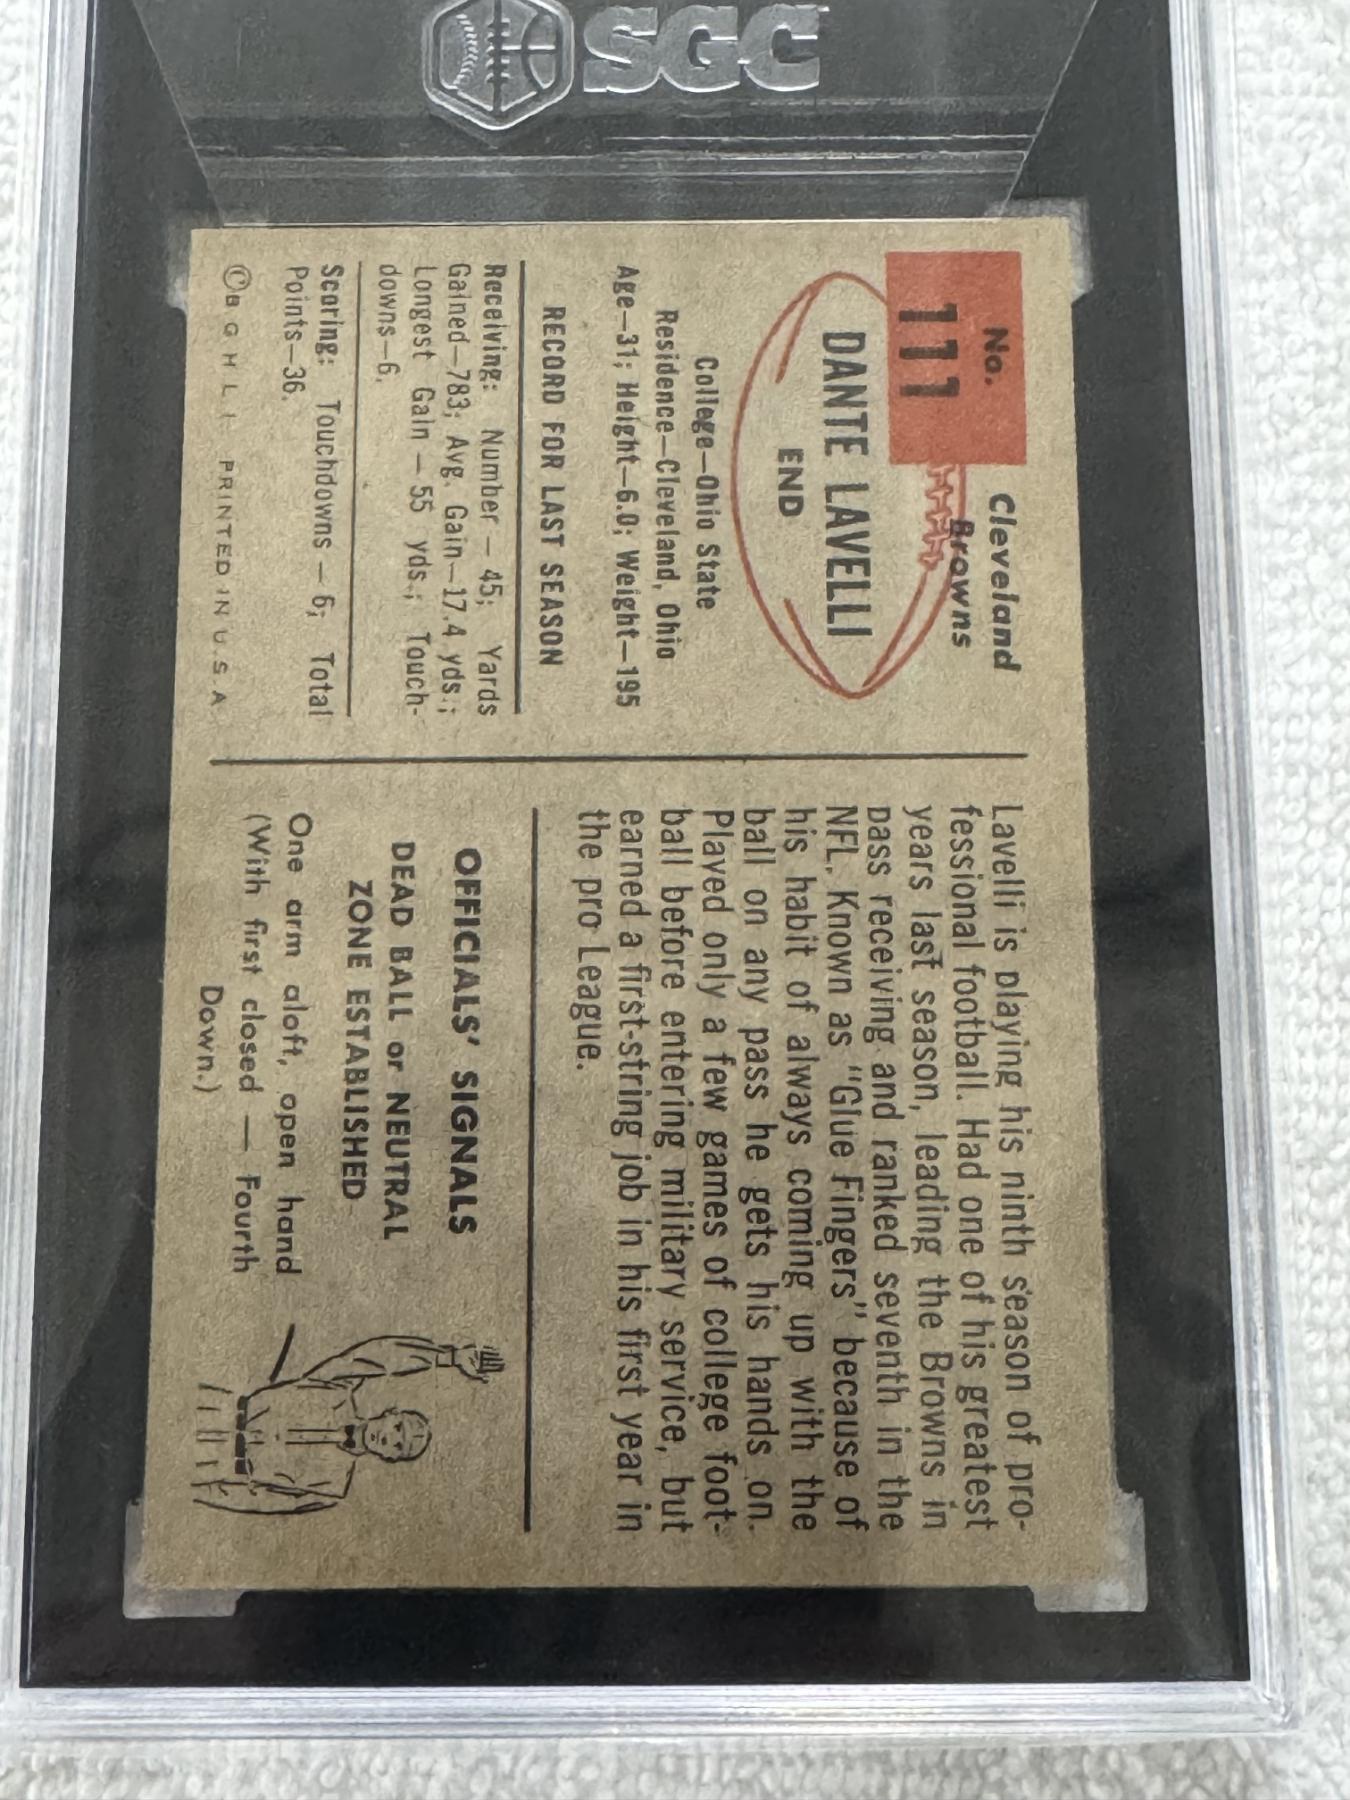 SGC
No.
111
Cleveland
Browns
DANTE LAVELLI
END
College—Ohio State
Residence—Cleveland, Ohio
Age—31; Height—6.0; Weight—195
RECORD FOR LAST SEASON
Receiving: Number — 45; Yards
Gained—783; Avg. Gain—17.4 yds.;
Longest Gain — 55 yds.; Touch-
downs—6.
Scoring: Touchdowns — 6; Total
Points—36.
©B G H L I PRINTED IN U.S.A.
Lavelli is playing his ninth season of pro-
fessional football. Had one of his greatest
years last season, leading the Browns in
pass receiving and ranked seventh in the
NFL. Known as "Glue Fingers" because of
his habit of always coming up with the
ball on any pass he gets his hands on.
Played only a few games of college foot-
ball before entering military service, but
earned a first-string job in his first year in
the pro League.
OFFICIALS' SIGNALS
DEAD BALL or NEUTRAL
ZONE ESTABLISHED
One arm aloft, open hand
(With first closed — Fourth
Down.)